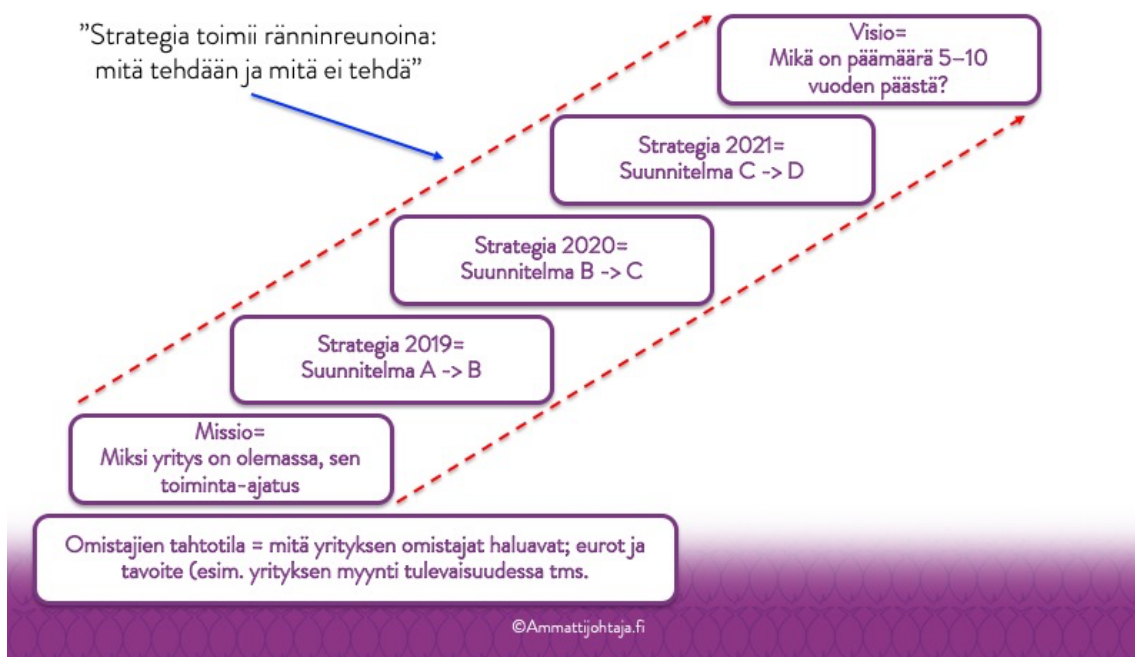 ”Strategia toimii ränninreunoina:
mitä tehdään ja mitä ei tehdä”
Visio=
Mikä on päämäärä 5–10
vuoden päästä?
Strategia 2021=
Suunnitelma C -> D
Strategia 2020=
Suunnitelma B -> C
Strategia 2019=
Suunnitelma A -> B
Missio=
Miksi yritys on olemassa, sen
toiminta-ajatus
Omistajien tahtotila = mitä yrityksen omistajat haluavat; eurot ja
tavoite (esim. yrityksen myynti tulevaisuudessa tms.
©Ammattijohtaja.fi